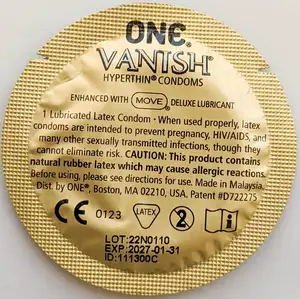 ONE®
VANISH®
HYPERTHIN® CONDOMS
ENHANCED WITH MOVE® DELUXE LUBRICANT
1 Lubricated Latex Condom • When used properly, latex
condoms are intended to prevent pregnancy, HIV/AIDS, and
many other sexually transmitted infections, though they
cannot eliminate risk. CAUTION: This product contains
natural rubber latex which may cause allergic reactions.
Before using, please see directions for use. Made in Malaysia.
Dist. by ONE®, Boston, MA 02210, USA. Patent #D722275
CE 0123 LATEX 2 i
LOT:22N0110
EXP:2027-01-31
ID:111300C